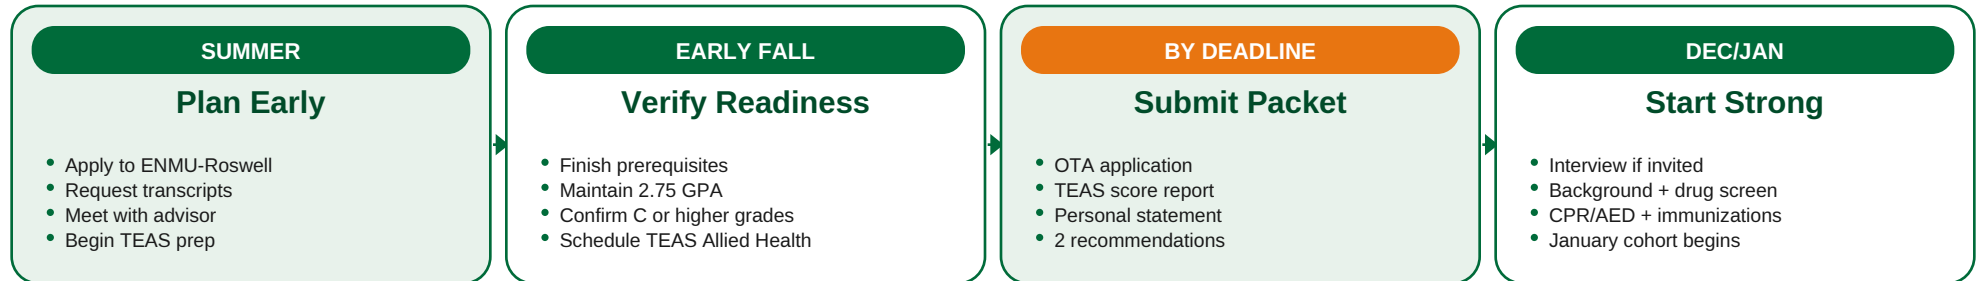 SUMMER
Plan Early
Apply to ENMU-Roswell
Request transcripts
Meet with advisor
Begin TEAS prep
EARLY FALL
Verify Readiness
Finish prerequisites
Maintain 2.75 GPA
Confirm C or higher grades
Schedule TEAS Allied Health
BY DEADLINE
Submit Packet
OTA application
TEAS score report
Personal statement
2 recommendations
DEC/JAN
Start Strong
Interview if invited
Background + drug screen
CPR/AED + immunizations
January cohort begins